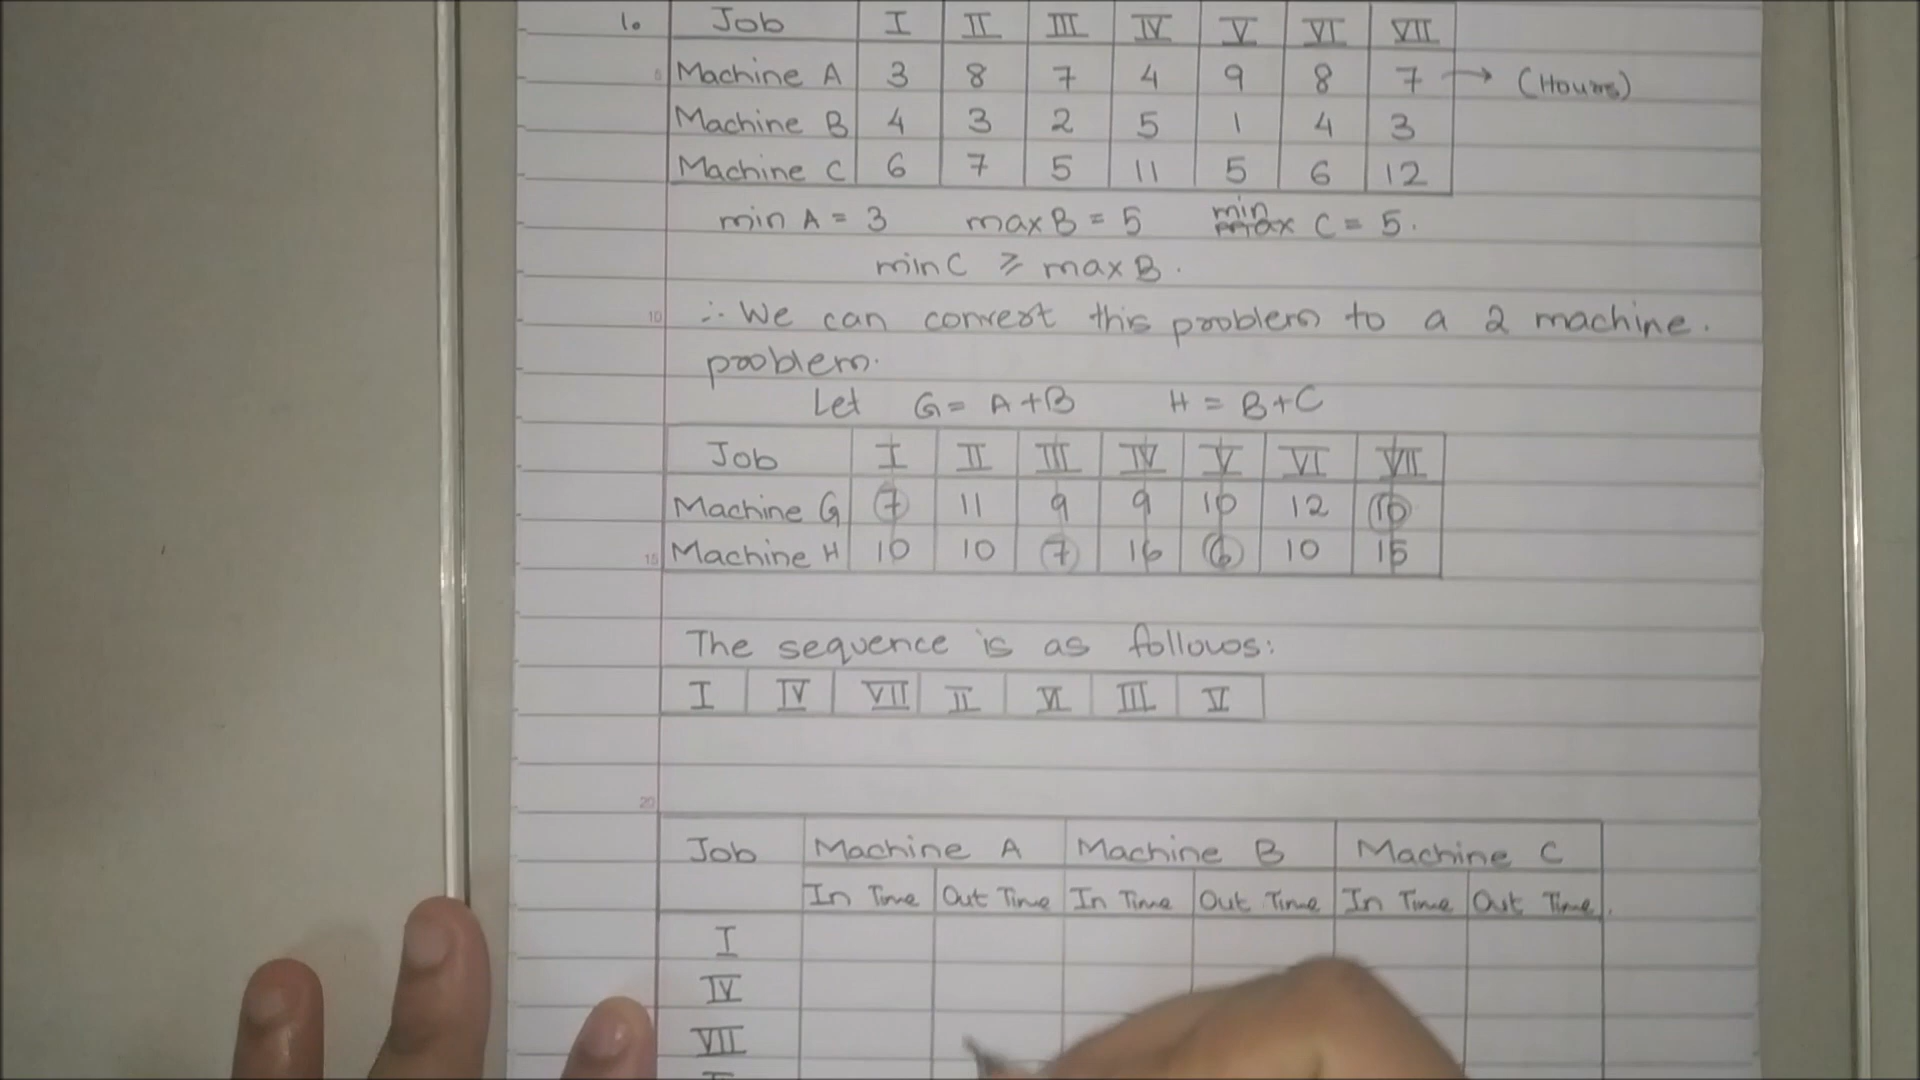 1. Job I II III IV V VI VII
Machine A 3 8 7 4 9 8 7 → (Hours)
Machine B 4 3 2 5 1 4 3
Machine C 6 7 5 11 5 6 12
min A = 3 max B = 5 min max C = 5.
min C ≥ max B.
10 ∴ We can convert this problem to a 2 machine.
problem.
Let G = A+B H = B+C
Job I II III IV V VI VII
Machine G 7 11 9 9 10 12 10
15 Machine H 10 10 7 16 6 10 15
The sequence is as follows:
I IV VII II VI III V
20
Job Machine A Machine B Machine C
In Time Out Time In Time Out Time In Time Out Time
I
IV
VII